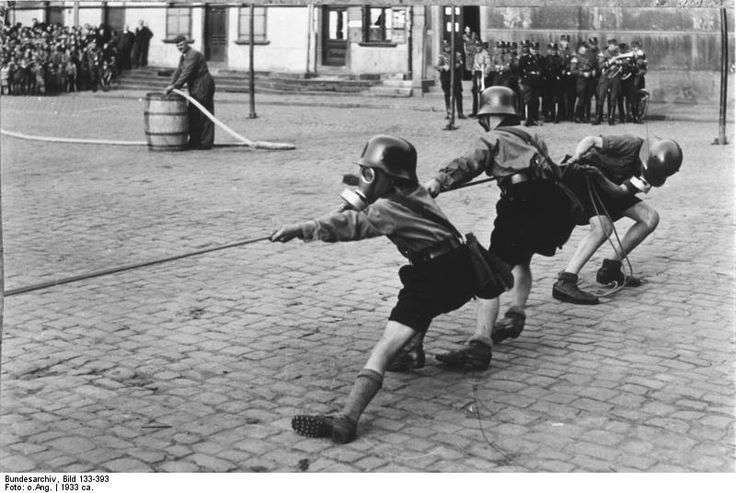 Bundesarchiv, Bild 133-393
Foto: o.Ang. | 1933 ca.